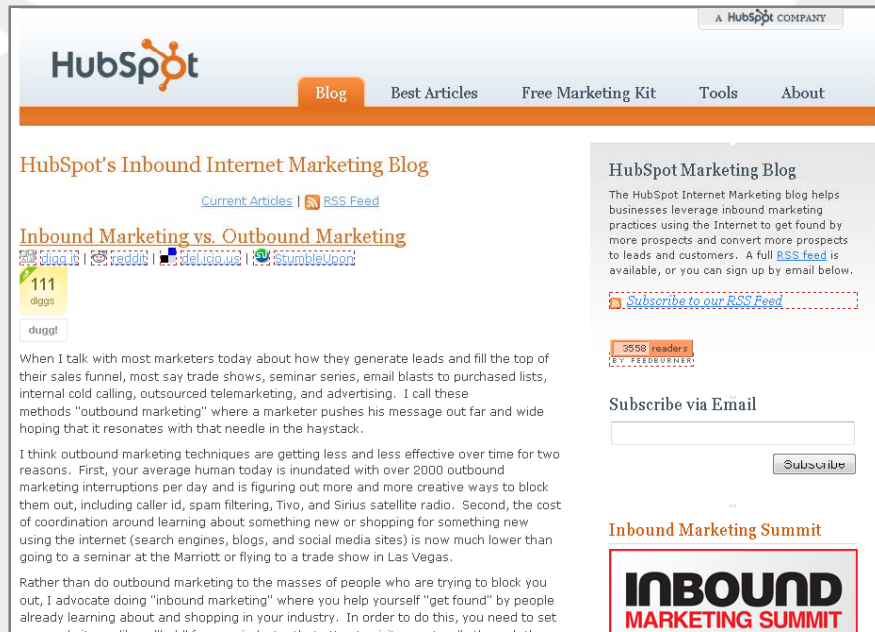 A HubSpot COMPANY
HubSpot
Blog Best Articles Free Marketing Kit Tools About
HubSpot's Inbound Internet Marketing Blog
Current Articles | RSS Feed
Inbound Marketing vs. Outbound Marketing
digg it | reddit | del.icio.us | StumbleUpon
111
diggs
dugg!
When I talk with most marketers today about how they generate leads and fill the top of
their sales funnel, most say trade shows, seminar series, email blasts to purchased lists,
internal cold calling, outsourced telemarketing, and advertising. I call these
methods "outbound marketing" where a marketer pushes his message out far and wide
hoping that it resonates with that needle in the haystack.
I think outbound marketing techniques are getting less and less effective over time for two
reasons. First, your average human today is inundated with over 2000 outbound
marketing interruptions per day and is figuring out more and more creative ways to block
them out, including caller id, spam filtering, Tivo, and Sirius satellite radio. Second, the cost
of coordination around learning about something new or shopping for something new
using the internet (search engines, blogs, and social media sites) is now much lower than
going to a seminar at the Marriott or flying to a trade show in Las Vegas.
Rather than do outbound marketing to the masses of people who are trying to block you
out, I advocate doing "inbound marketing" where you help yourself "get found" by people
already learning about and shopping in your industry. In order to do this, you need to set
HubSpot Marketing Blog
The HubSpot Internet Marketing blog helps
businesses leverage inbound marketing
practices using the Internet to get found by
more prospects and convert more prospects
to leads and customers. A full RSS feed is
available, or you can sign up by email below.
Subscribe to our RSS Feed
3558 readers
BY FEEDBURNER
Subscribe via Email
Subscribe
Inbound Marketing Summit
INBOUND
MARKETING SUMMIT